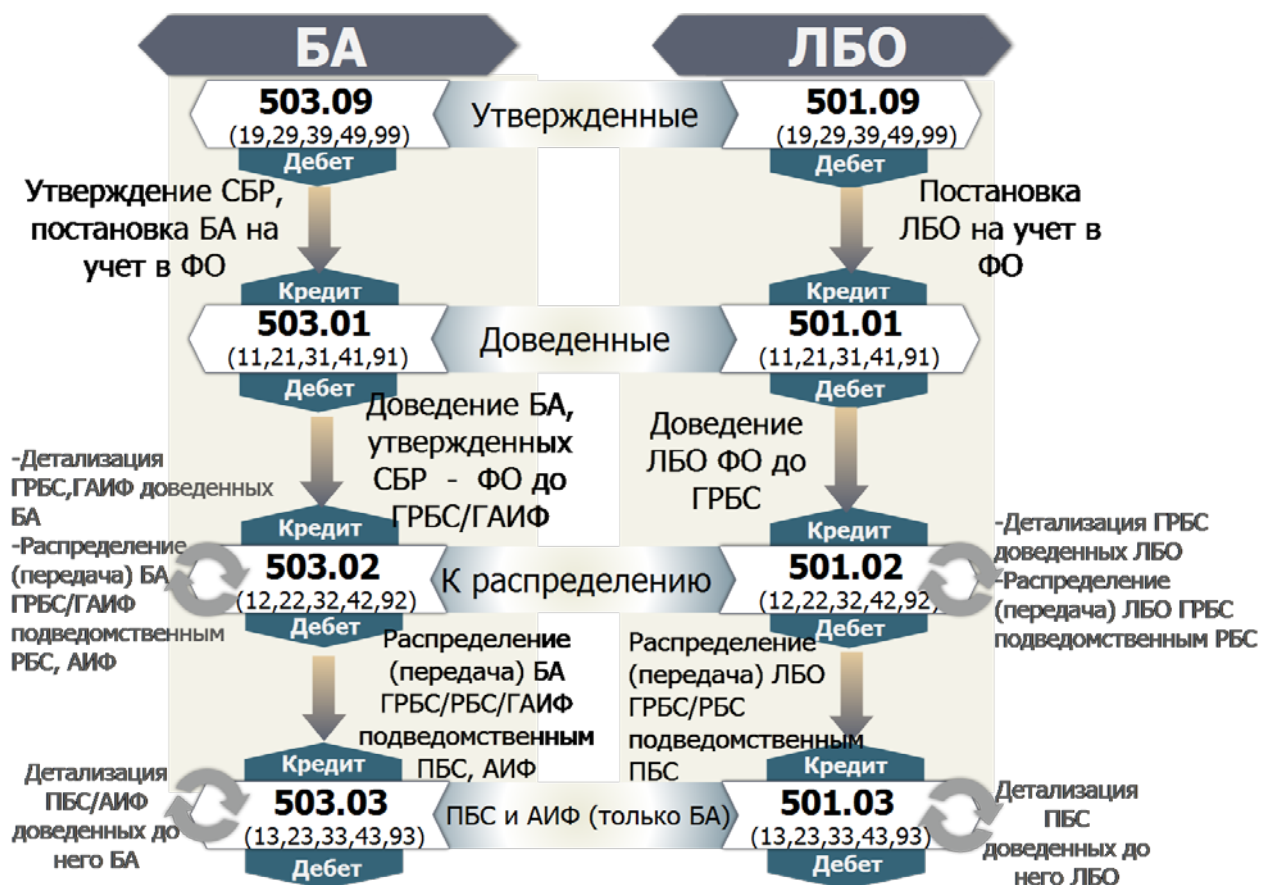 БА
ЛБО
503.09
(19,29,39,49,99)
Дебет
Утвержденные
501.09
(19,29,39,49,99)
Дебет
Утверждение СБР,
постановка БА на
учет в ФО
Постановка
ЛБО на учет в
ФО
Кредит
503.01
(11,21,31,41,91)
Дебет
Доведенные
Кредит
501.01
(11,21,31,41,91)
Дебет
Доведение БА,
утвержденных
СБР - ФО до
ГРБС/ГАИФ
Доведение
ЛБО ФО до
ГРБС
-Детализация
ГРБС,ГАИФ доведенных
БА
-Распределение
(передача) БА
ГРБС/ГАИФ
подведомственным
РБС, АИФ
Кредит
503.02
(12,22,32,42,92)
Дебет
К распределению
Кредит
501.02
(12,22,32,42,92)
Дебет
-Детализация ГРБС
доведенных ЛБО
-Распределение
(передача) ЛБО ГРБС
подведомственным РБС
Распределение
(передача) БА
ГРБС/РБС/ГАИФ
подведомственным
ПБС, АИФ
Распределение
(передача) ЛБО
ГРБС/РБС
подведомственным
ПБС
Детализация
ПБС/АИФ
доведенных до
него БА
Кредит
503.03
(13,23,33,43,93)
Дебет
ПБС и АИФ (только БА)
Кредит
501.03
(13,23,33,43,93)
Дебет
Детализация
ПБС
доведенных до
него ЛБО